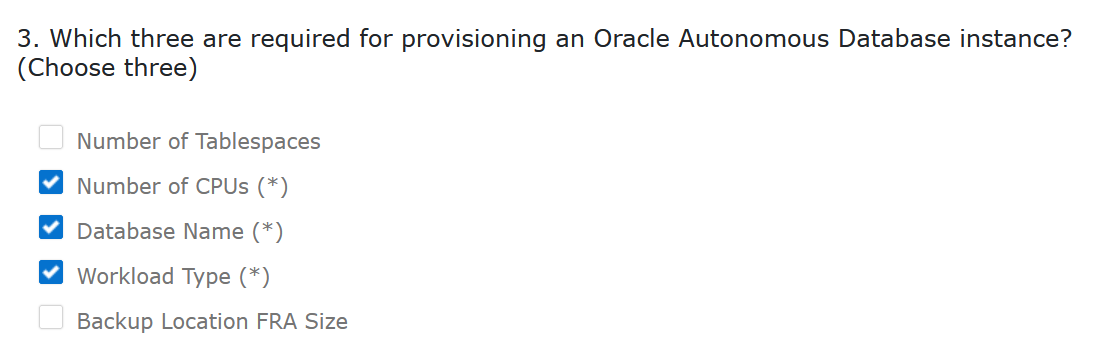 3. Which three are required for provisioning an Oracle Autonomous Database instance?
(Choose three)
Number of Tablespaces
Number of CPUs (*)
Database Name (*)
Workload Type (*)
Backup Location FRA Size